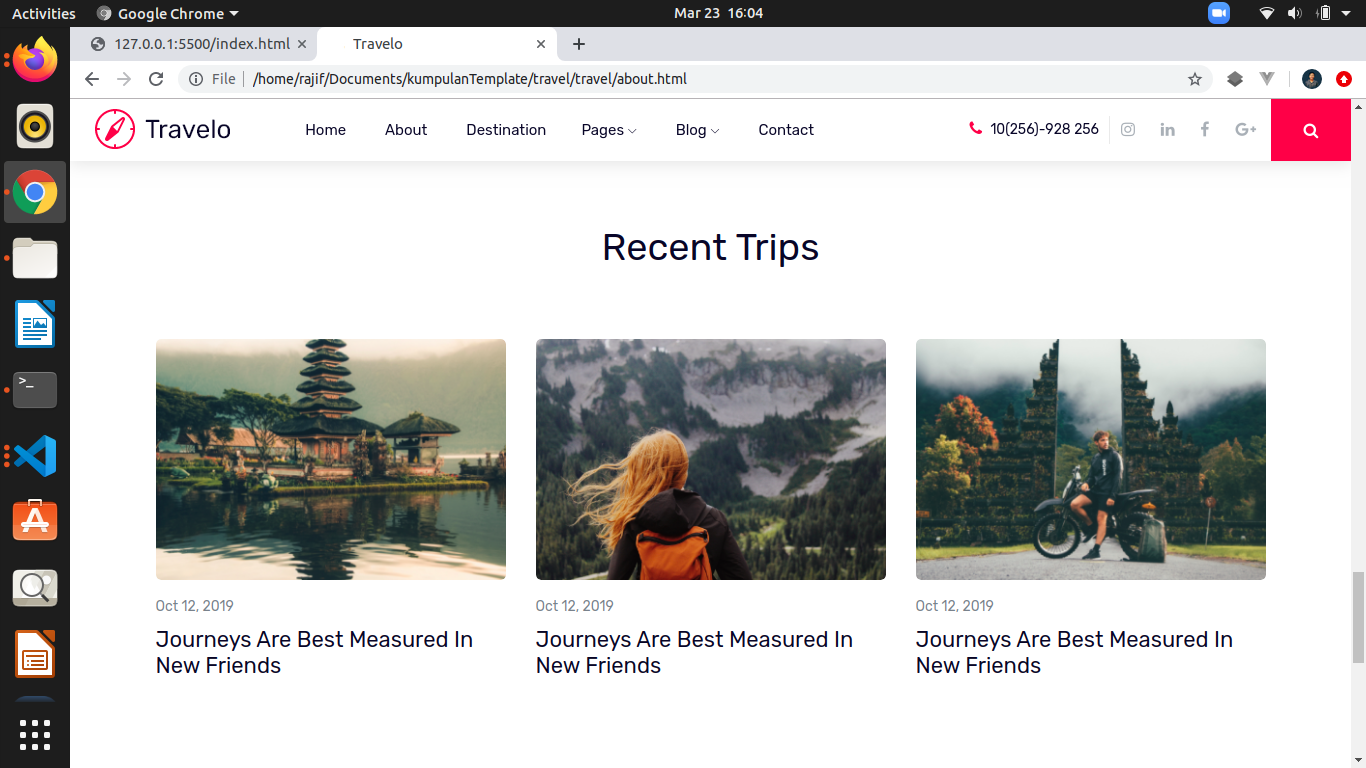 Activities
Google Chrome
Mar 23 16:04
127.0.0.1:5500/index.html
Travelo
File
/home/rajif/Documents/kumpulanTemplate/travel/travel/about.html
Travelo
Home
About
Destination
Pages
Blog
Contact
10(256)-928 256
Recent Trips
Oct 12, 2019
Journeys Are Best Measured In
New Friends
Oct 12, 2019
Journeys Are Best Measured In
New Friends
Oct 12, 2019
Journeys Are Best Measured In
New Friends